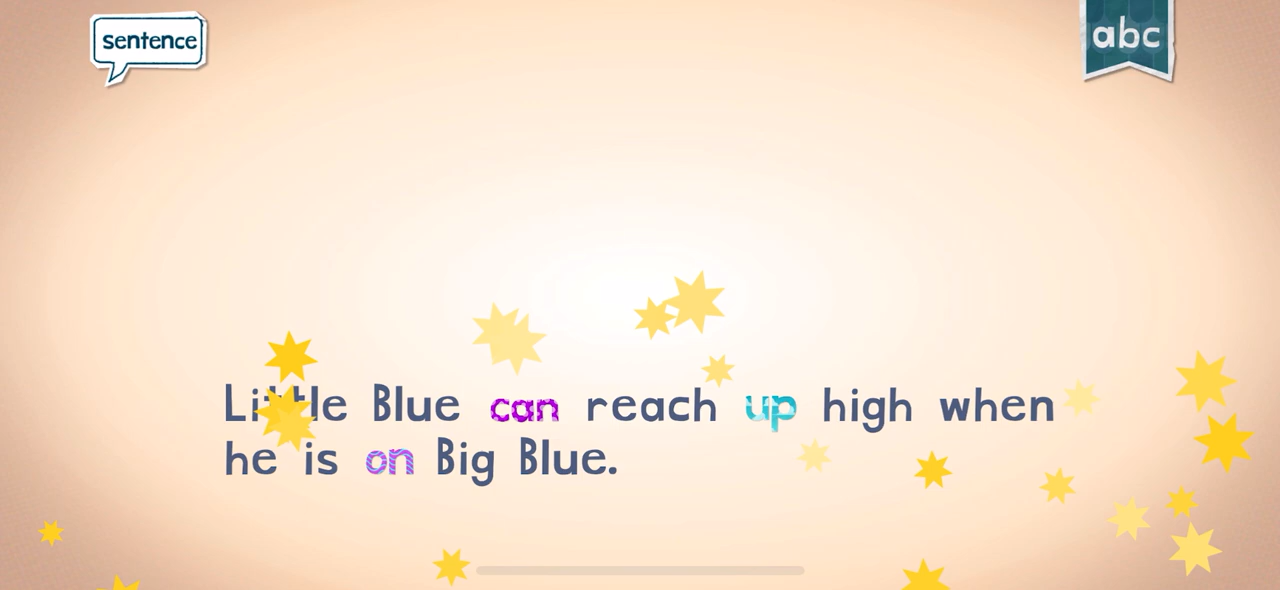 sentence
abc
Little Blue can reach up high when
he is on Big Blue.